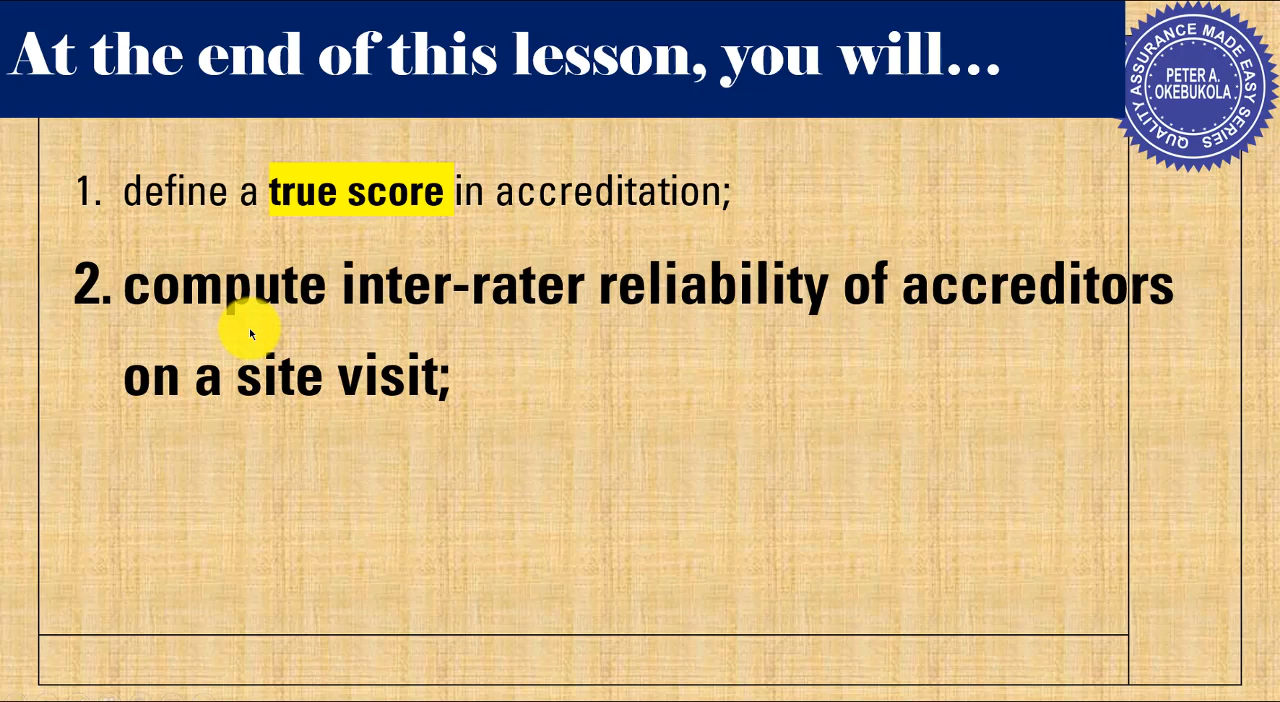 At the end of this lesson, you will...
QUALITY ASSURANCE MADE EASY SERIES
PETER A.
OKEBUKOLA
1. define a true score in accreditation;
2. compute inter-rater reliability of accreditors
on a site visit;